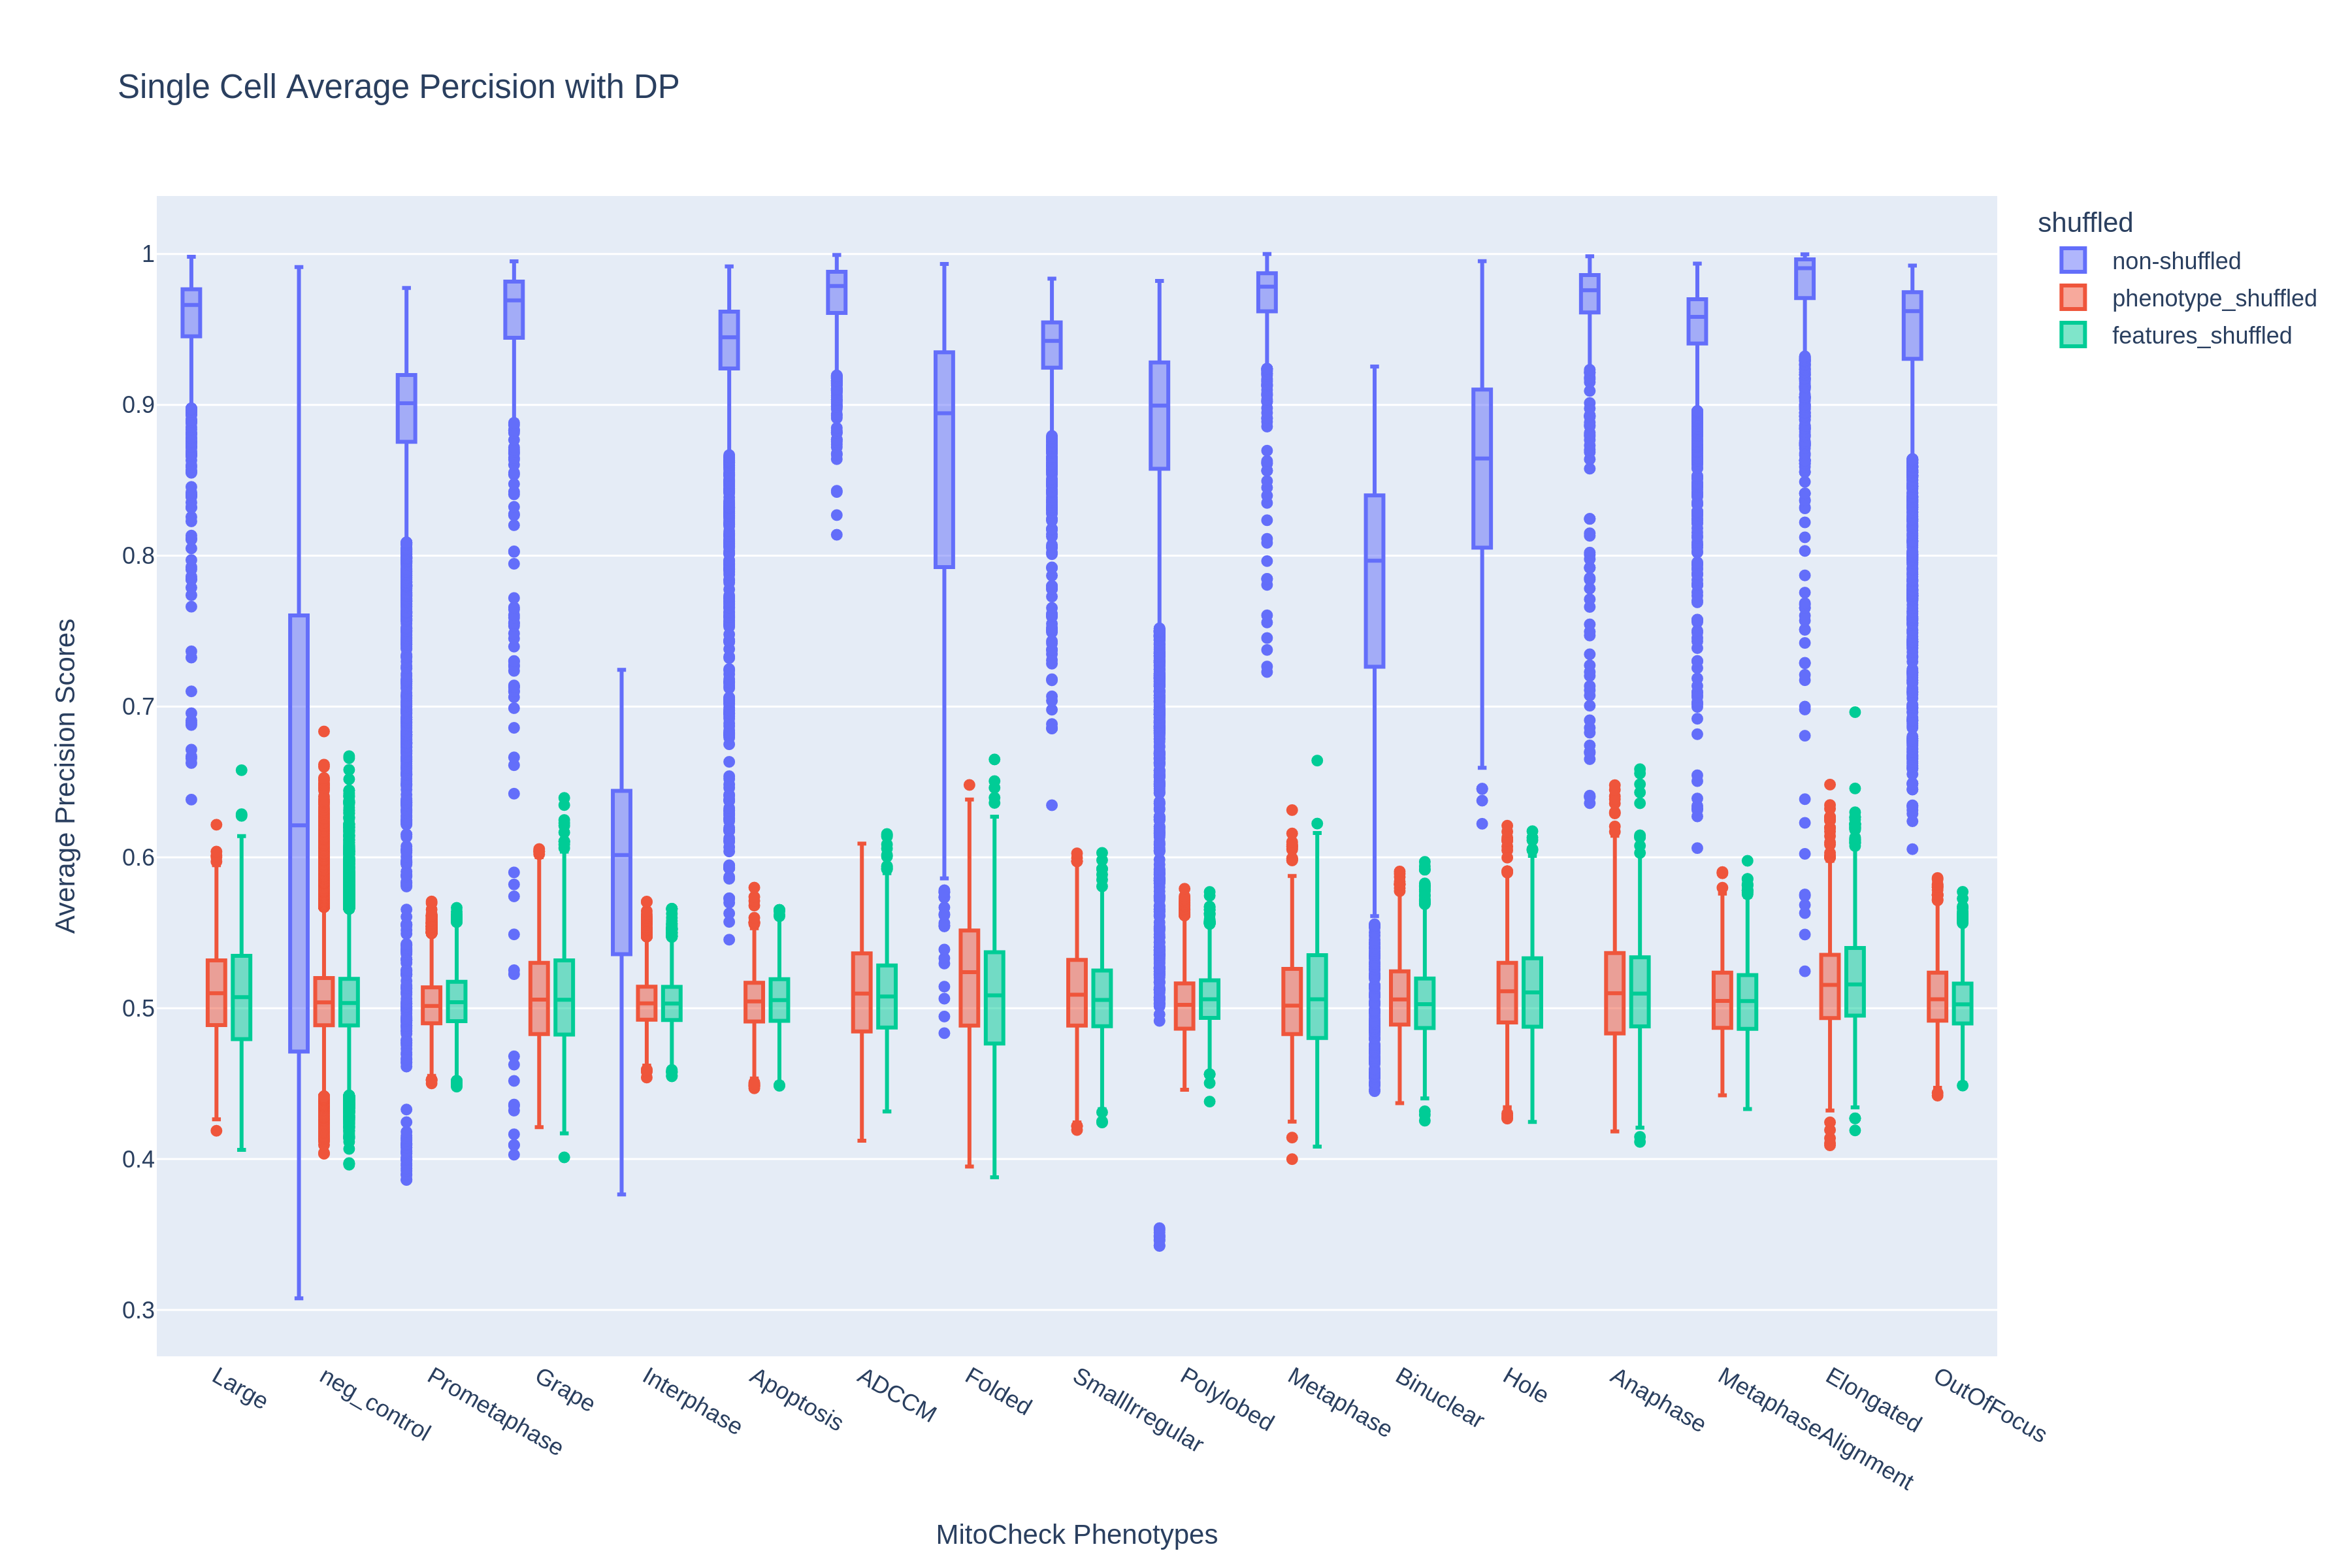 Single Cell Average Percision with DP
shuffled
non-shuffled
phenotype_shuffled
features_shuffled
Average Precision Scores
1
0.9
0.8
0.7
0.6
0.5
0.4
0.3
Large
neg_control
Prometaphase
Grape
Interphase
Apoptosis
ADCCM
Folded
SmallIrregular
Polylobed
Metaphase
Binuclear
Hole
Anaphase
MetaphaseAlignment
Elongated
OutOfFocus
MitoCheck Phenotypes